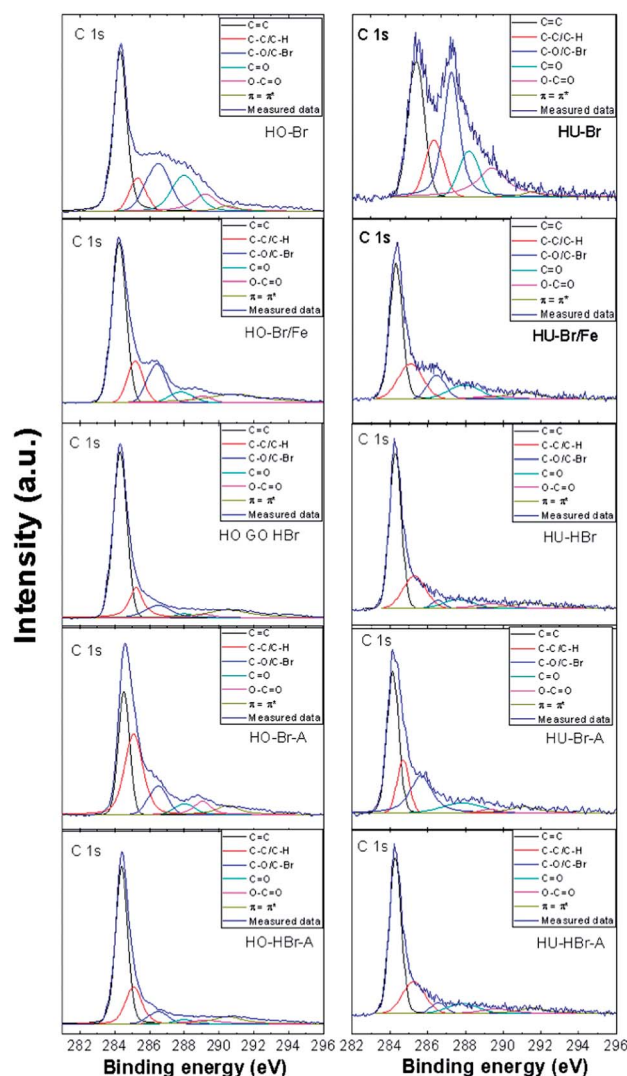 Intensity (a.u.)
C 1s
C=C
C-C/C-H
C-O/C-Br
C=O
O-C=O
π = π*
Measured data
HO-Br
C 1s
C=C
C-C/C-H
C-O/C-Br
C=O
O-C=O
π = π*
Measured data
HO-Br/Fe
C 1s
C=C
C-C/C-H
C-O/C-Br
C=O
O-C=O
π = π*
Measured data
HO GO HBr
C 1s
C=C
C-C/C-H
C-O/C-Br
C=O
O-C=O
π = π*
Measured data
HO-Br-A
C 1s
C=C
C-C/C-H
C-O/C-Br
C=O
O-C=O
π = π*
Measured data
HO-HBr-A
282 284 286 288 290 292 294 296
Binding energy (eV)
C 1s
C=C
C-C/C-H
C-O/C-Br
C=O
O-C=O
π = π*
Measured data
HU-Br
C 1s
C=C
C-C/C-H
C-O/C-Br
C=O
O-C=O
π = π*
Measured data
HU-Br/Fe
C 1s
C=C
C-C/C-H
C-O/C-Br
C=O
O-C=O
π = π*
Measured data
HU-HBr
C 1s
C=C
C-C/C-H
C-O/C-Br
C=O
O-C=O
π = π*
Measured data
HU-Br-A
C 1s
C=C
C-C/C-H
C-O/C-Br
C=O
O-C=O
π = π*
Measured data
HU-HBr-A
282 284 286 288 290 292 294 296
Binding energy (eV)